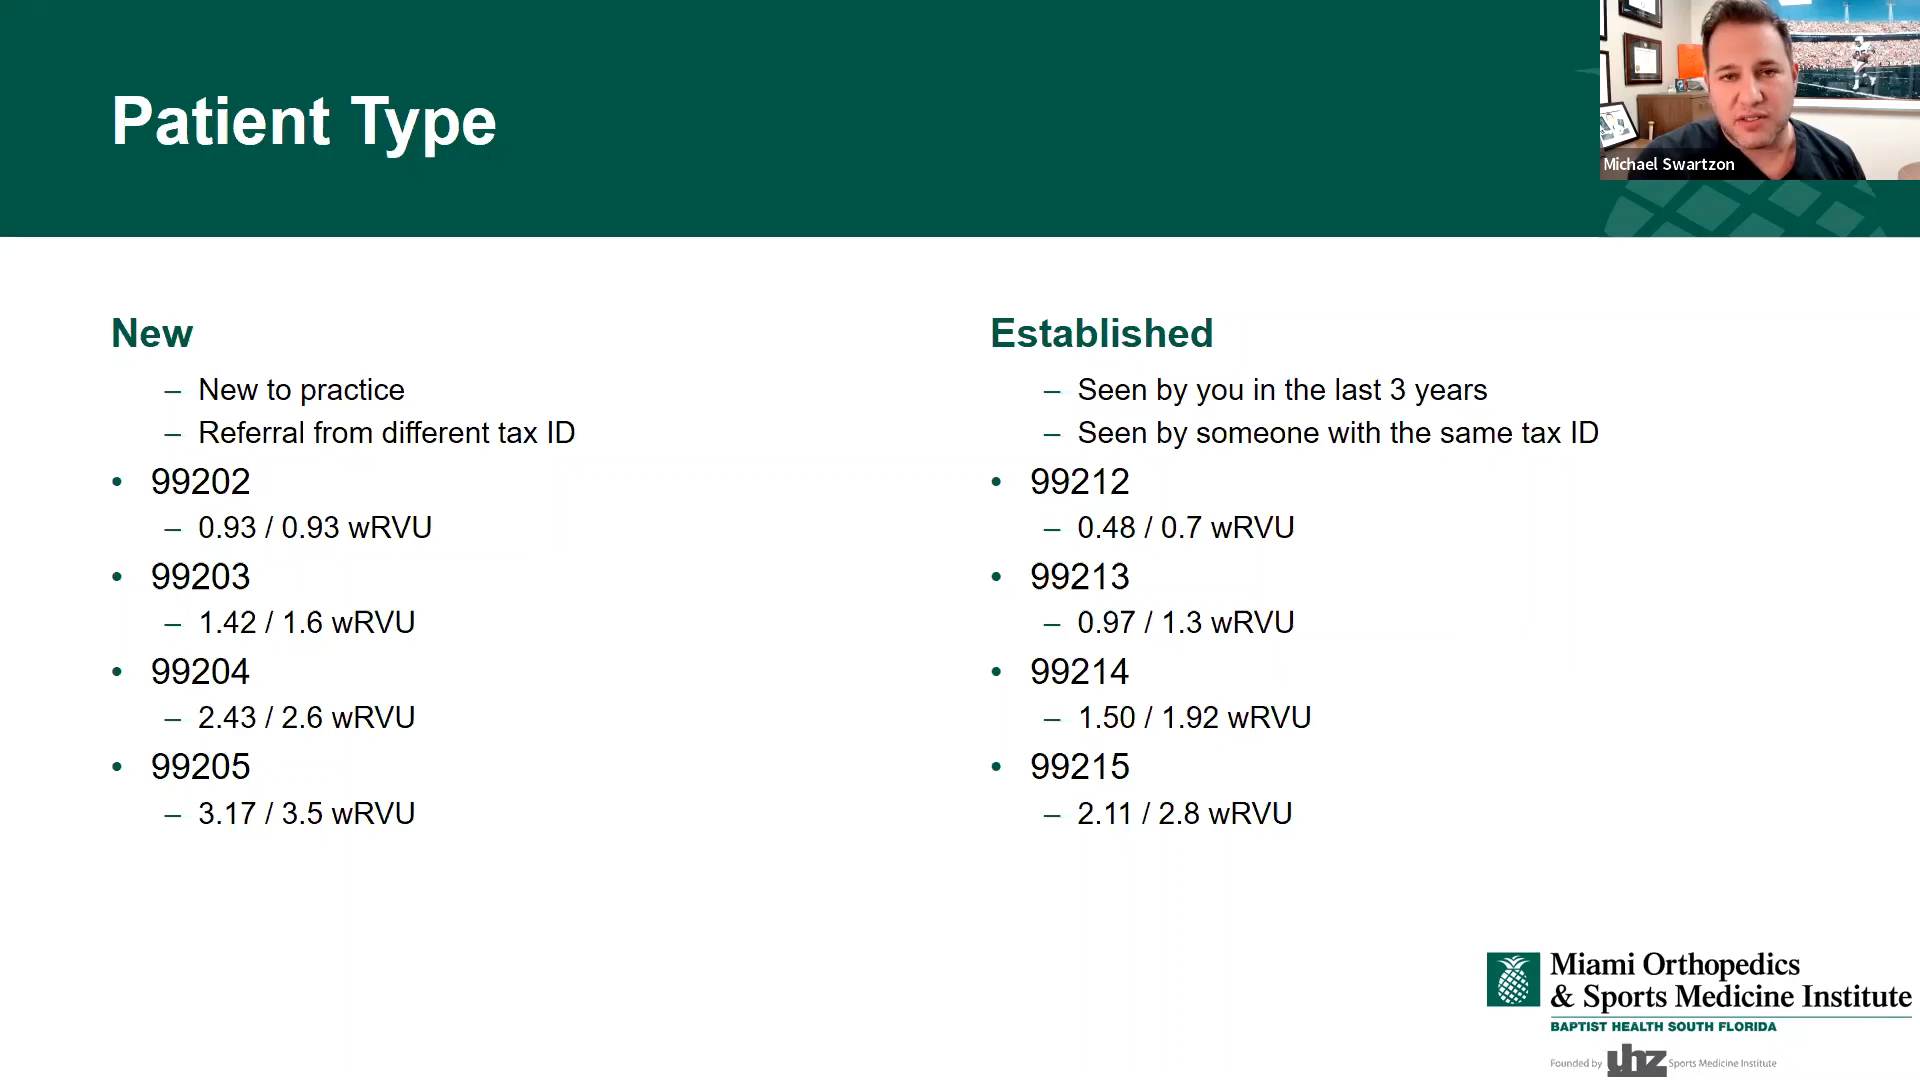 Patient Type
Michael Swartzon
New
– New to practice
– Referral from different tax ID
• 99202
– 0.93 / 0.93 wRVU
• 99203
– 1.42 / 1.6 wRVU
• 99204
– 2.43 / 2.6 wRVU
• 99205
– 3.17 / 3.5 wRVU
Established
– Seen by you in the last 3 years
– Seen by someone with the same tax ID
• 99212
– 0.48 / 0.7 wRVU
• 99213
– 0.97 / 1.3 wRVU
• 99214
– 1.50 / 1.92 wRVU
• 99215
– 2.11 / 2.8 wRVU
Miami Orthopedics
& Sports Medicine Institute
BAPTIST HEALTH SOUTH FLORIDA
Founded by uhz Sports Medicine Institute